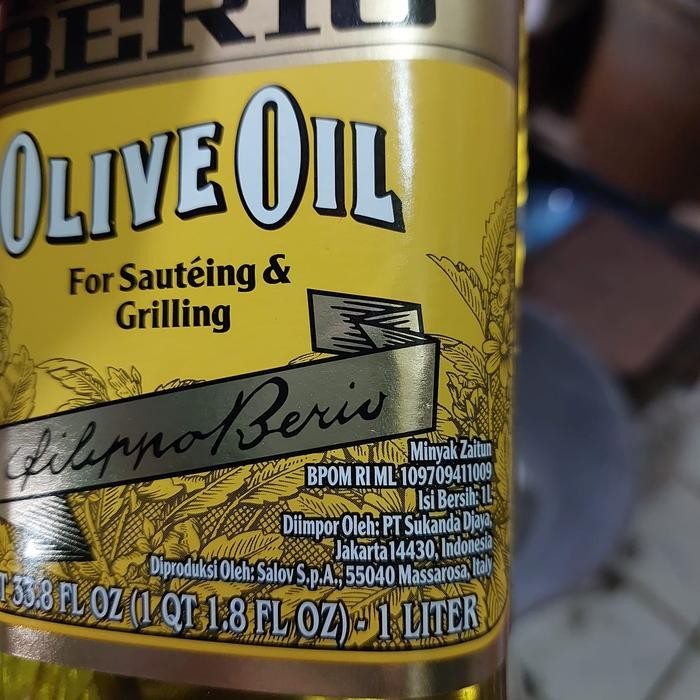 BERIO
OLIVE OIL
For Sautéing &
Grilling
Filippo Berio
Minyak Zaitun
BPOM RI ML 109709411009
Isi Bersih: 1L
Diimpor Oleh: PT Sukanda Djaya,
Jakarta 14430, Indonesia
Diproduksi Oleh: Salov S.p.A., 55040 Massarosa, Italy
33.8 FL OZ (1 QT 1.8 FL OZ) - 1 LITER